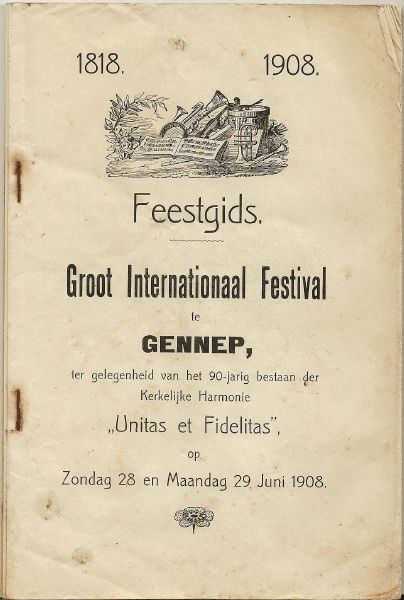 1818. 1908.
Feestgids.
Groot Internationaal Festival
te
GENNEP,
ter gelegenheid van het 90-jarig bestaan der
Kerkelijke Harmonie
„Unitas et Fidelitas”,
op
Zondag 28 en Maandag 29 Juni 1908.